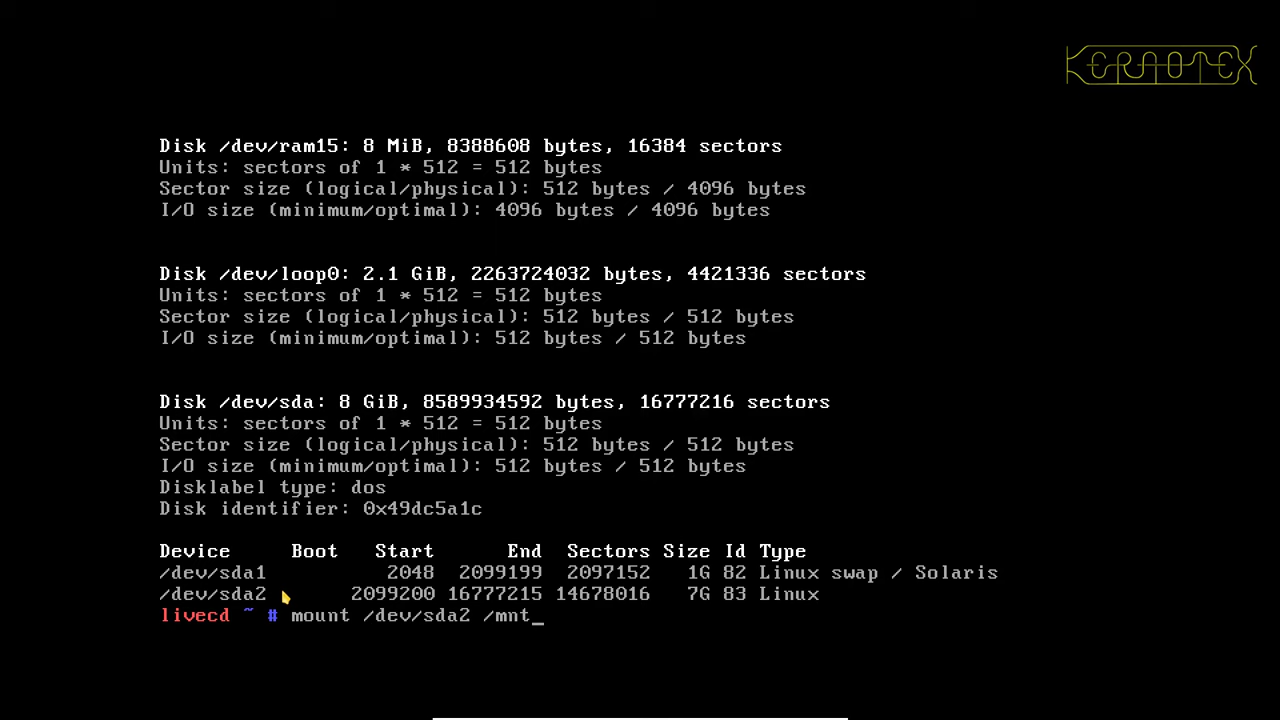 KERNOTEX
Disk /dev/ram15: 8 MiB, 8388608 bytes, 16384 sectors
Units: sectors of 1 * 512 = 512 bytes
Sector size (logical/physical): 512 bytes / 4096 bytes
I/O size (minimum/optimal): 4096 bytes / 4096 bytes
Disk /dev/loop0: 2.1 GiB, 2263724032 bytes, 4421336 sectors
Units: sectors of 1 * 512 = 512 bytes
Sector size (logical/physical): 512 bytes / 512 bytes
I/O size (minimum/optimal): 512 bytes / 512 bytes
Disk /dev/sda: 8 GiB, 8589934592 bytes, 16777216 sectors
Units: sectors of 1 * 512 = 512 bytes
Sector size (logical/physical): 512 bytes / 512 bytes
I/O size (minimum/optimal): 512 bytes / 512 bytes
Disklabel type: dos
Disk identifier: 0x49dc5a1c
Device Boot Start End Sectors Size Id Type
/dev/sda1 2048 2099199 2097152 1G 82 Linux swap / Solaris
/dev/sda2 2099200 16777215 14678016 7G 83 Linux
livecd ~ # mount /dev/sda2 /mnt_